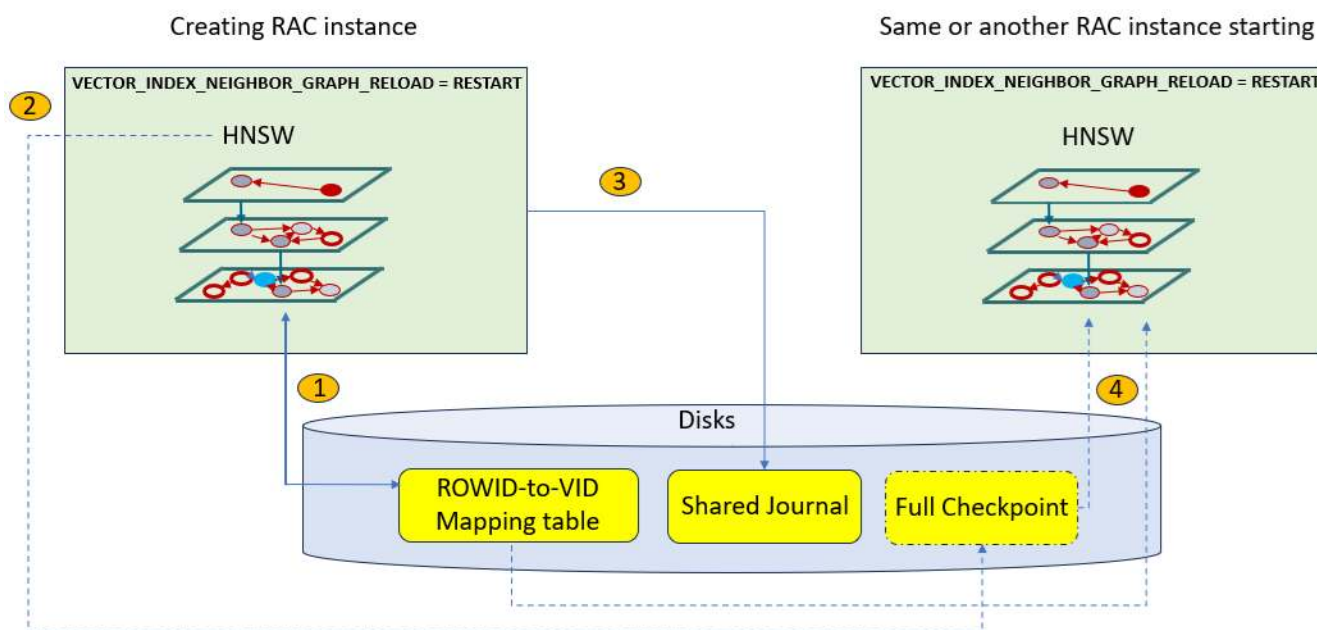 Creating RAC instance
Same or another RAC instance starting
VECTOR_INDEX_NEIGHBOR_GRAPH_RELOAD = RESTART
VECTOR_INDEX_NEIGHBOR_GRAPH_RELOAD = RESTART
2
HNSW
HNSW
3
1
4
Disks
ROWID-to-VID
Mapping table
Shared Journal
Full Checkpoint